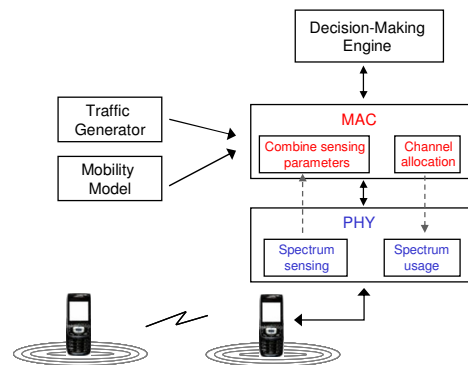 Decision-Making
Engine
Traffic
Generator
Mobility
Model
MAC
Combine sensing
parameters
Channel
allocation
PHY
Spectrum
sensing
Spectrum
usage